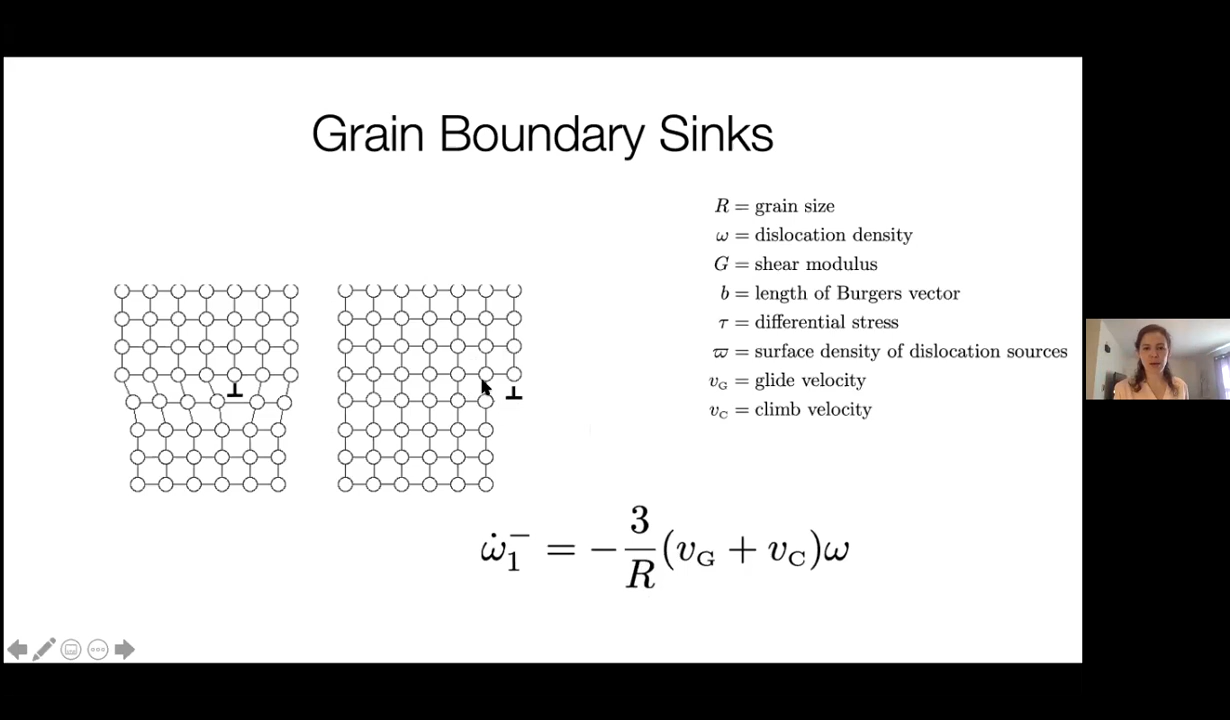 Grain Boundary Sinks
R = grain size
ω = dislocation density
G = shear modulus
b = length of Burgers vector
τ = differential stress
ϖ = surface density of dislocation sources
v_G = glide velocity
v_C = climb velocity
ω̇₁⁻ = −3/R (v_G + v_C)ω